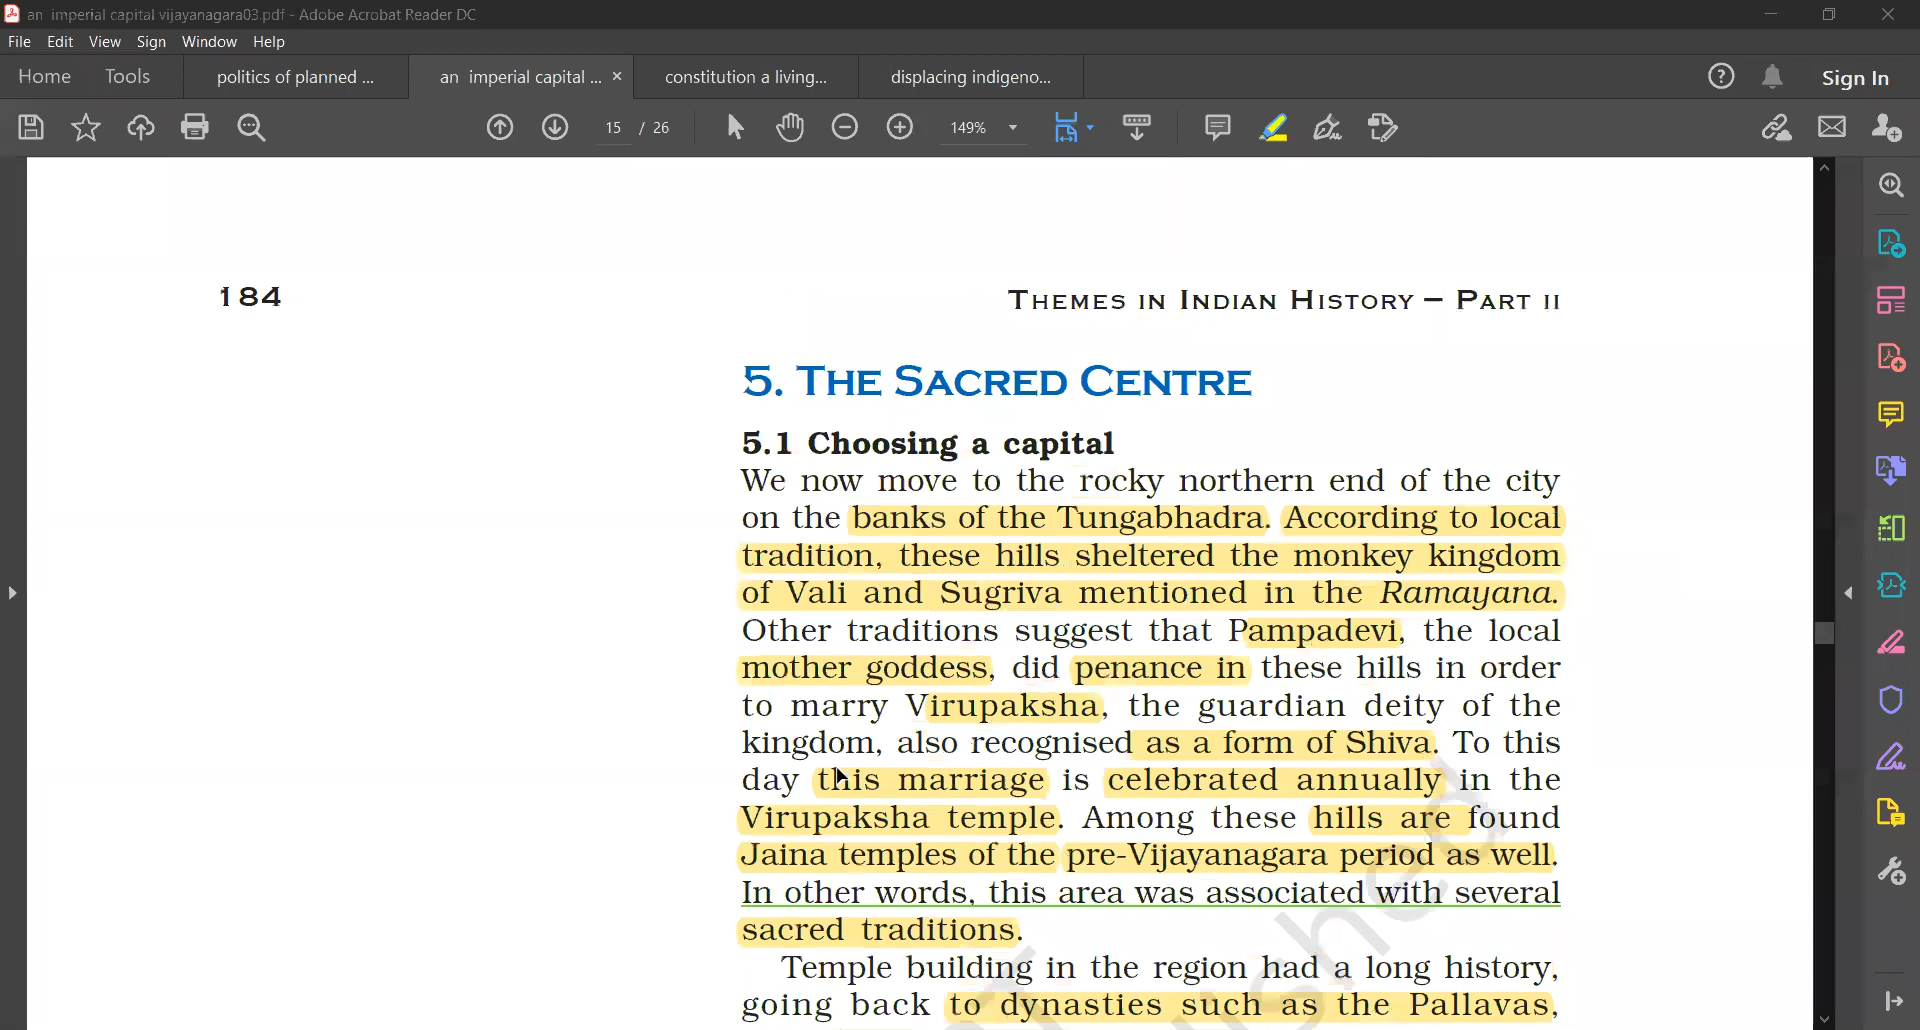 an imperial capital vijayanagara03.pdf - Adobe Acrobat Reader DC
File Edit View Sign Window Help
Home Tools politics of planned ... an imperial capital ... × constitution a living... displacing indigeno... Sign In
15 / 26 149%
184 THEMES IN INDIAN HISTORY – PART II
5. THE SACRED CENTRE
5.1 Choosing a capital
We now move to the rocky northern end of the city
on the banks of the Tungabhadra. According to local
tradition, these hills sheltered the monkey kingdom
of Vali and Sugriva mentioned in the Ramayana.
Other traditions suggest that Pampadevi, the local
mother goddess, did penance in these hills in order
to marry Virupaksha, the guardian deity of the
kingdom, also recognised as a form of Shiva. To this
day this marriage is celebrated annually in the
Virupaksha temple. Among these hills are found
Jaina temples of the pre-Vijayanagara period as well.
In other words, this area was associated with several
sacred traditions.
Temple building in the region had a long history,
going back to dynasties such as the Pallavas,